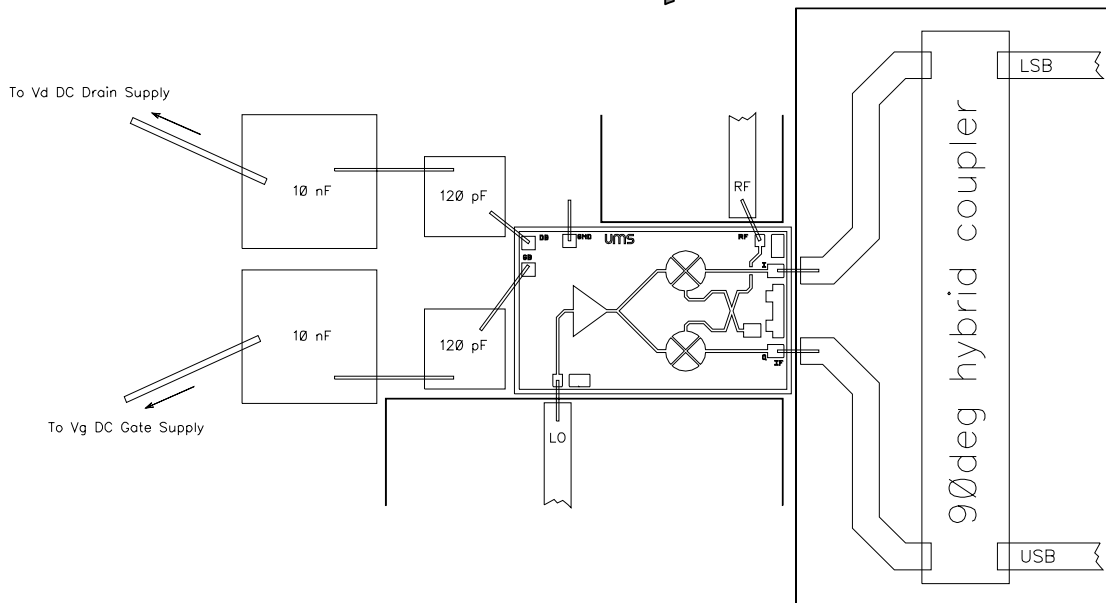 To Vd DC Drain Supply
10 nF
120 pF
DB
GND
ums
RF
RF
LSB
GB
I
10 nF
120 pF
Q
IF
To Vg DC Gate Supply
LO
90deg hybrid coupler
USB